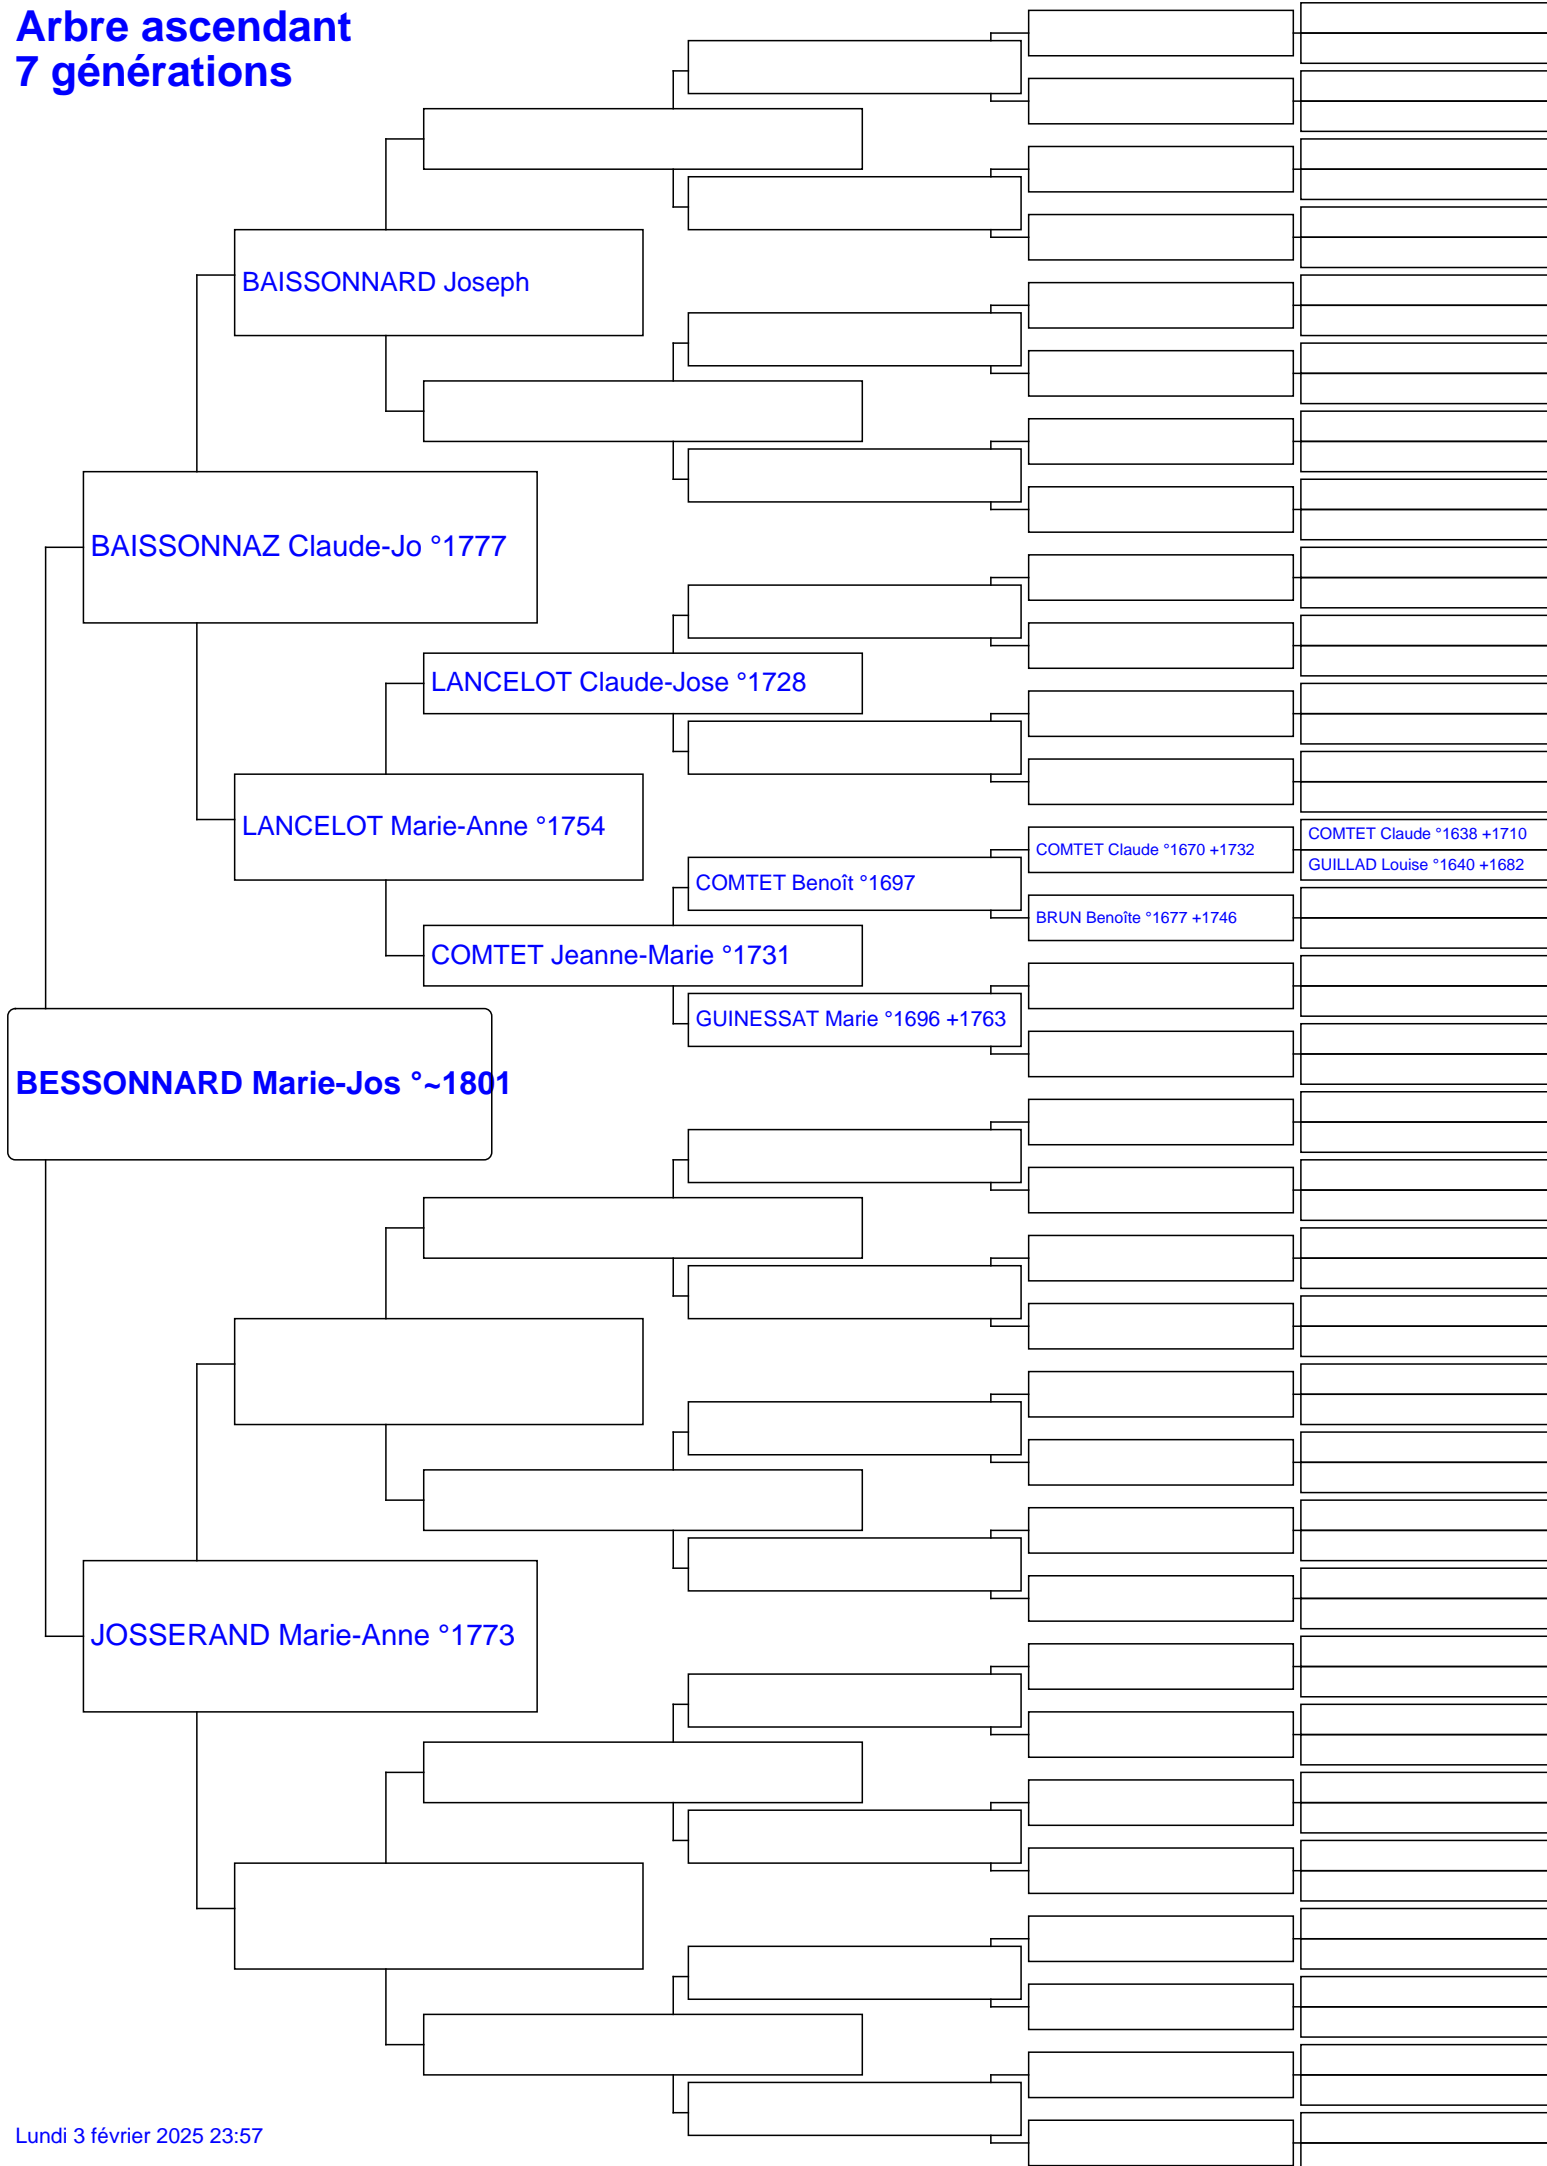 Arbre ascendant
7 générations
BAISSONNARD Joseph
BAISSONNAZ Claude-Jo °1777
LANCELOT Claude-Jose °1728
LANCELOT Marie-Anne °1754
COMTET Claude °1638 +1710
COMTET Claude °1670 +1732
GUILLAD Louise °1640 +1682
COMTET Benoît °1697
BRUN Benoîte °1677 +1746
COMTET Jeanne-Marie °1731
GUINESSAT Marie °1696 +1763
BESSONNARD Marie-Jos °~1801
JOSSERAND Marie-Anne °1773
Lundi 3 février 2025 23:57